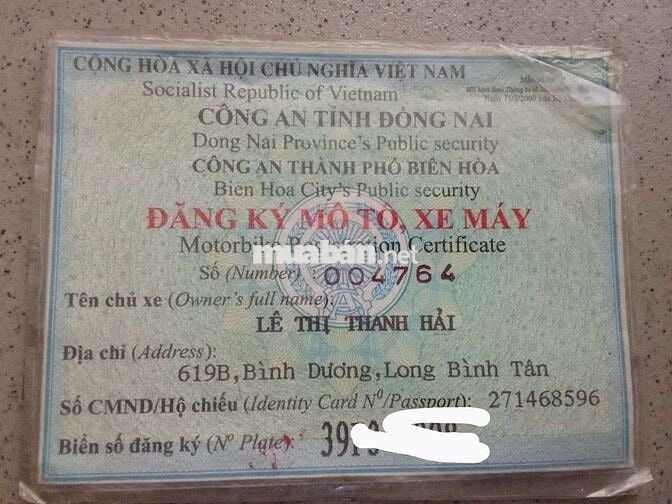 CỘNG HÒA XÃ HỘI CHỦ NGHĨA VIỆT NAM
Socialist Republic of Vietnam
CÔNG AN TỈNH ĐỒNG NAI
Dong Nai Province's Public security
CÔNG AN THÀNH PHỐ BIÊN HÒA
Bien Hoa City's Public security
ĐĂNG KÝ MÔ TÔ, XE MÁY
Motorbike Registration Certificate
muaban.net
Số (Number) 004764
Tên chủ xe (Owner's full name):
LÊ THỊ THANH HẢI
Địa chỉ (Address):
619B,Bình Dương,Long Bình Tân
Số CMND/Hộ chiếu (Identity Card Nº/Passport): 271468596
Biển số đăng ký (Nº Plate):